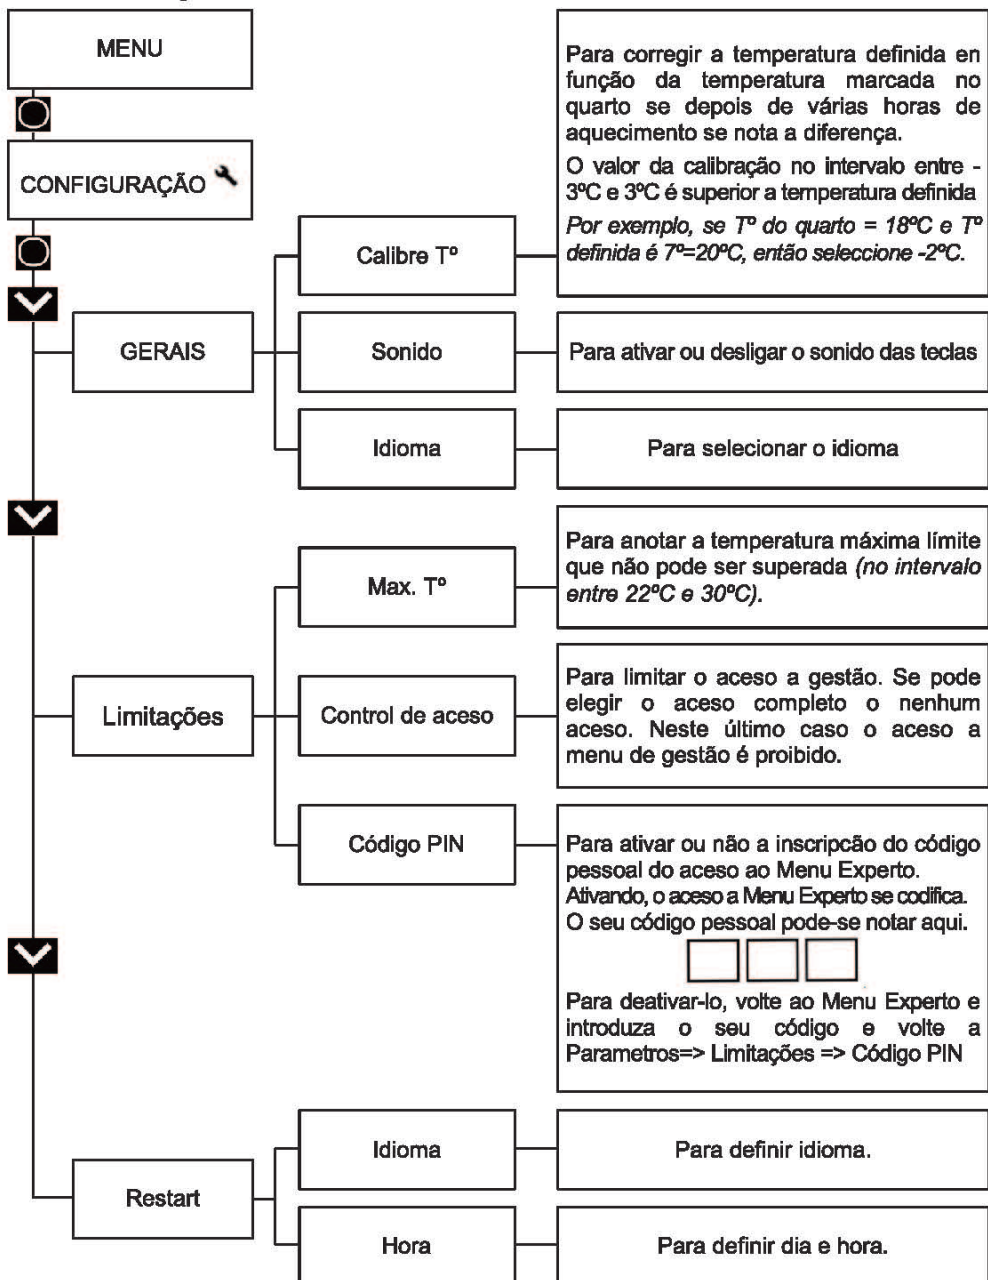 MENU
CONFIGURAÇÃO
GERAIS
Calibre Tº
Para corregir a temperatura definida en
função da temperatura marcada no
quarto se depois de várias horas de
aquecimento se nota a diferença.
O valor da calibração no intervalo entre -
3ºC e 3ºC é superior a temperatura definida
Por exemplo, se Tº do quarto = 18ºC e Tº
definida é 7º=20ºC, então seleccione -2ºC.
Sonido
Para ativar ou desligar o sonido das teclas
Idioma
Para selecionar o idioma
Limitações
Max. Tº
Para anotar a temperatura máxima límite
que não pode ser superada (no intervalo
entre 22ºC e 30ºC).
Control de aceso
Para limitar o aceso a gestão. Se pode
elegir o aceso completo o nenhum
aceso. Neste último caso o aceso a
menu de gestão é proibido.
Código PIN
Para ativar ou não a inscripcão do código
pessoal do aceso ao Menu Experto.
Ativando, o aceso a Menu Experto se codifica.
O seu código pessoal pode-se notar aqui.
Para deativar-lo, volte ao Menu Experto e
introduza o seu código e volte a
Parametros=> Limitações => Código PIN
Restart
Idioma
Para definir idioma.
Hora
Para definir dia e hora.